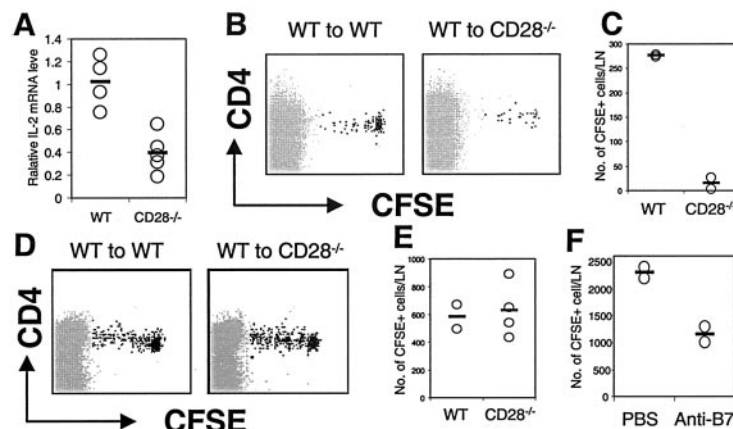 A
Ralative IL-2 mRNA leve
1.4
1.2
1
0.8
0.6
0.4
0.2
0
WT CD28-/-
B
WT to WT WT to CD28-/-
CD4
CFSE
C
No. of CFSE+ cells/LN
300
250
200
150
100
50
0
WT CD28-/-
D
WT to WT WT to CD28-/-
CD4
CFSE
E
No. of CFSE+ cells/LN
1000
800
600
400
200
0
WT CD28-/-
F
No. of CFSE+ cell/LN
2500
2000
1500
1000
500
0
PBS Anti-B7